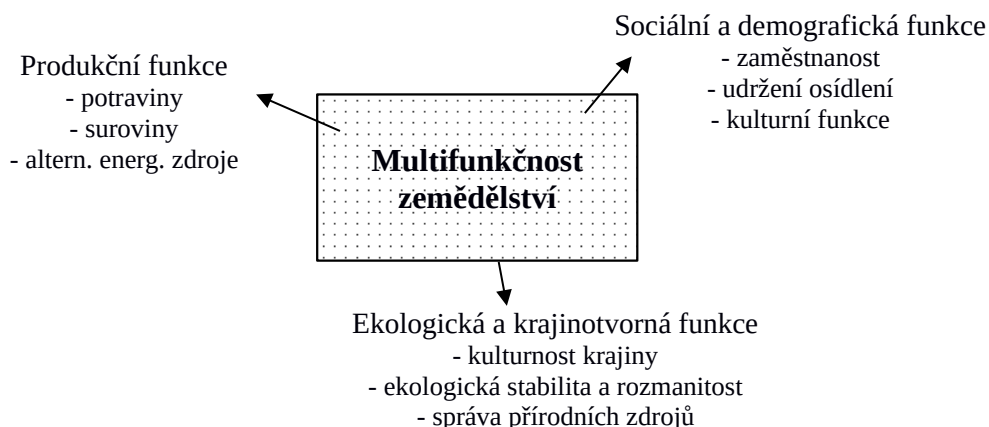 Sociální a demografická funkce
- zaměstnanost
- udržení osídlení
- kulturní funkce
Produkční funkce
- potraviny
- suroviny
- altern. energ. zdroje
Multifunkčnost
zemědělství
Ekologická a krajinotvorná funkce
- kulturnost krajiny
- ekologická stabilita a rozmanitost
- správa přírodních zdrojů